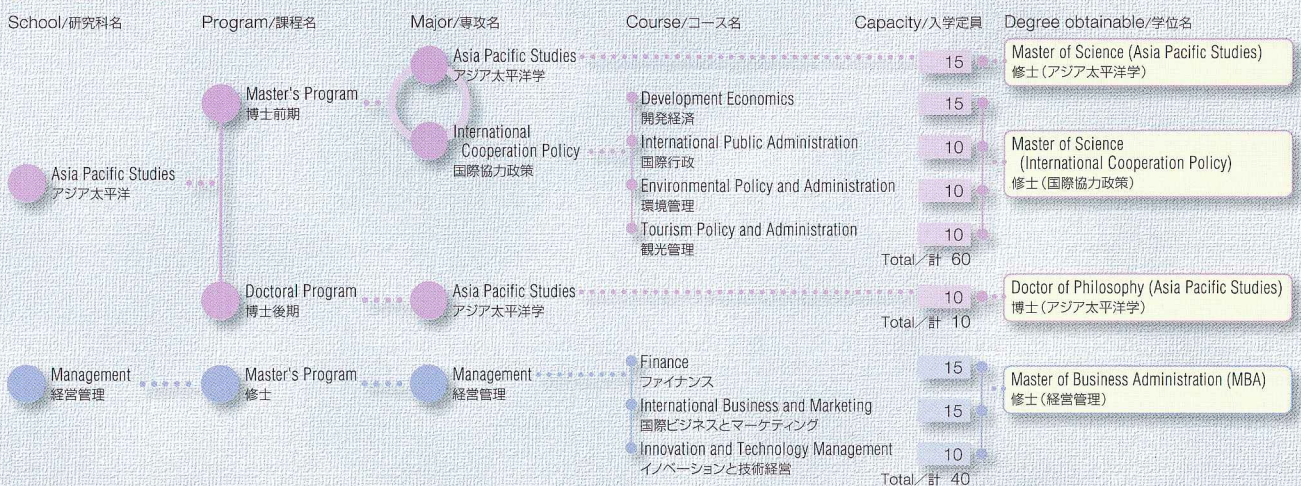 School/研究科名
Program/課程名
Major/専攻名
Course/コース名
Capacity/入学定員
Degree obtainable/学位名
Asia Pacific Studies
アジア太平洋
Master's Program
博士前期
Asia Pacific Studies
アジア太平洋学
15
Master of Science (Asia Pacific Studies)
修士(アジア太平洋学)
International
Cooperation Policy
国際協力政策
Development Economics
開発経済
15
International Public Administration
国際行政
10
Environmental Policy and Administration
環境管理
10
Tourism Policy and Administration
観光管理
10
Total/計 60
Master of Science
(International Cooperation Policy)
修士(国際協力政策)
Doctoral Program
博士後期
Asia Pacific Studies
アジア太平洋学
10
Total/計 10
Doctor of Philosophy (Asia Pacific Studies)
博士(アジア太平洋学)
Management
経営管理
Master's Program
修士
Management
経営管理
Finance
ファイナンス
15
International Business and Marketing
国際ビジネスとマーケティング
15
Innovation and Technology Management
イノベーションと技術経営
10
Total/計 40
Master of Business Administration (MBA)
修士(経営管理)